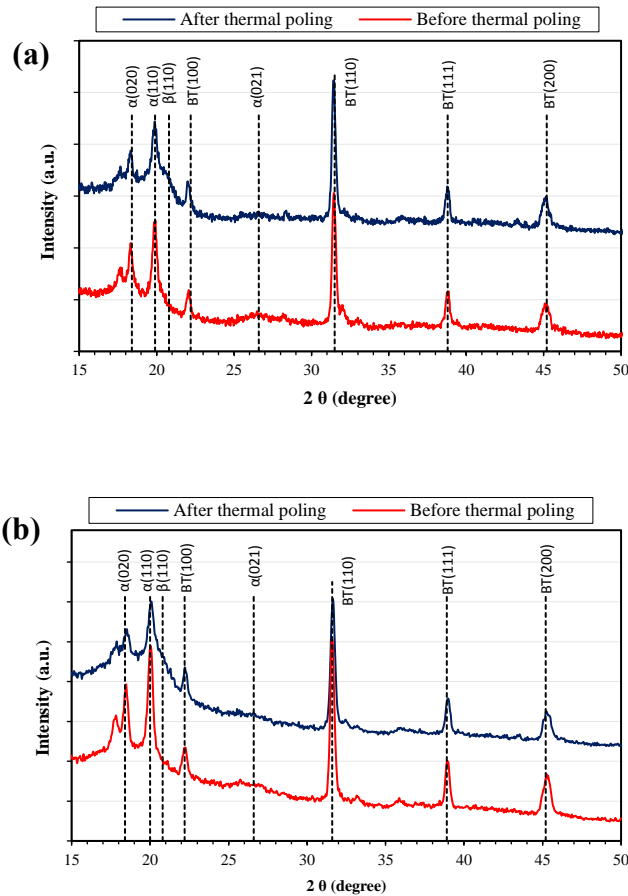 After thermal poling Before thermal poling
(a)
α(020)
α(110)
β(110)
BT(100)
α(021)
BT(110)
BT(111)
BT(200)
Intensity (a.u.)
15 20 25 30 35 40 45 50
2 θ (degree)
After thermal poling Before thermal poling
(b)
α(020)
α(110)
β(110)
BT(100)
α(021)
BT(110)
BT(111)
BT(200)
Intensity (a.u.)
15 20 25 30 35 40 45 50
2 θ (degree)